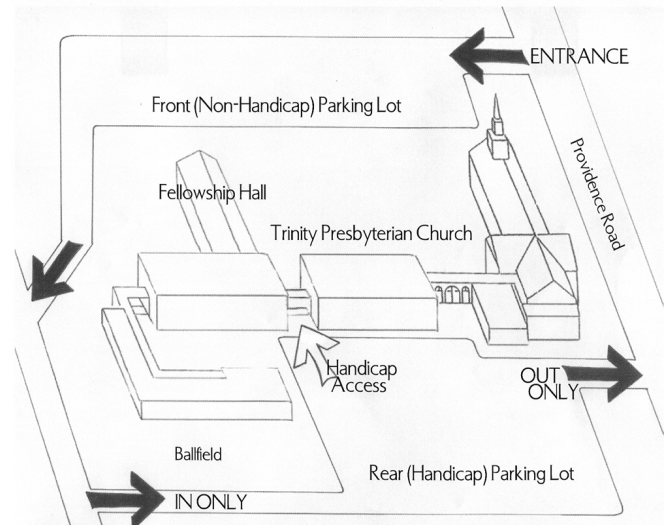 ENTRANCE
Front (Non-Handicap) Parking Lot
Providence Road
Fellowship Hall
Trinity Presbyterian Church
Handicap
Access
OUT
ONLY
Ballfield
Rear (Handicap) Parking Lot
IN ONLY